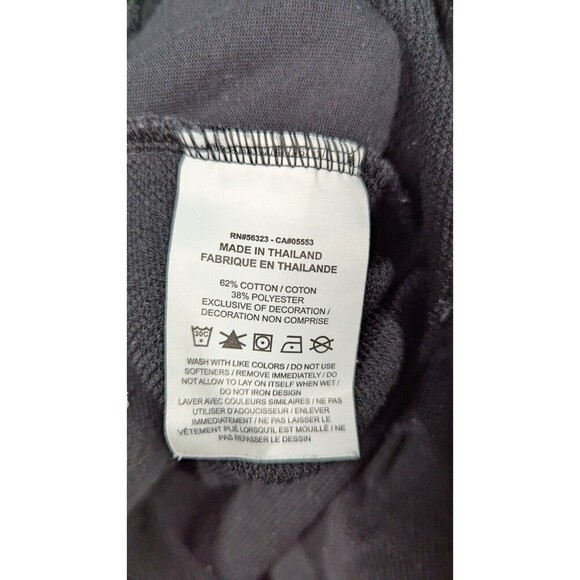 RN#56323 - CA#05553
MADE IN THAILAND
FABRIQUE EN THAILANDE
62% COTTON / COTON
38% POLYESTER
EXCLUSIVE OF DECORATION /
DECORATION NON COMPRISE
30C
WASH WITH LIKE COLORS / DO NOT USE
SOFTENERS / REMOVE IMMEDIATELY / DO
NOT ALLOW TO LAY ON ITSELF WHEN WET /
DO NOT IRON DESIGN
LAVER AVEC COULEURS SIMILAIRES / NE PAS
UTILISER D'ADOUCISSEUR / ENLEVER
IMMÉDIATEMENT / NE PAS LAISSER LE
VÊTEMENT PLIÉ LORSQU'IL EST MOUILLÉ / NE
PAS REPASSER LE DESSIN